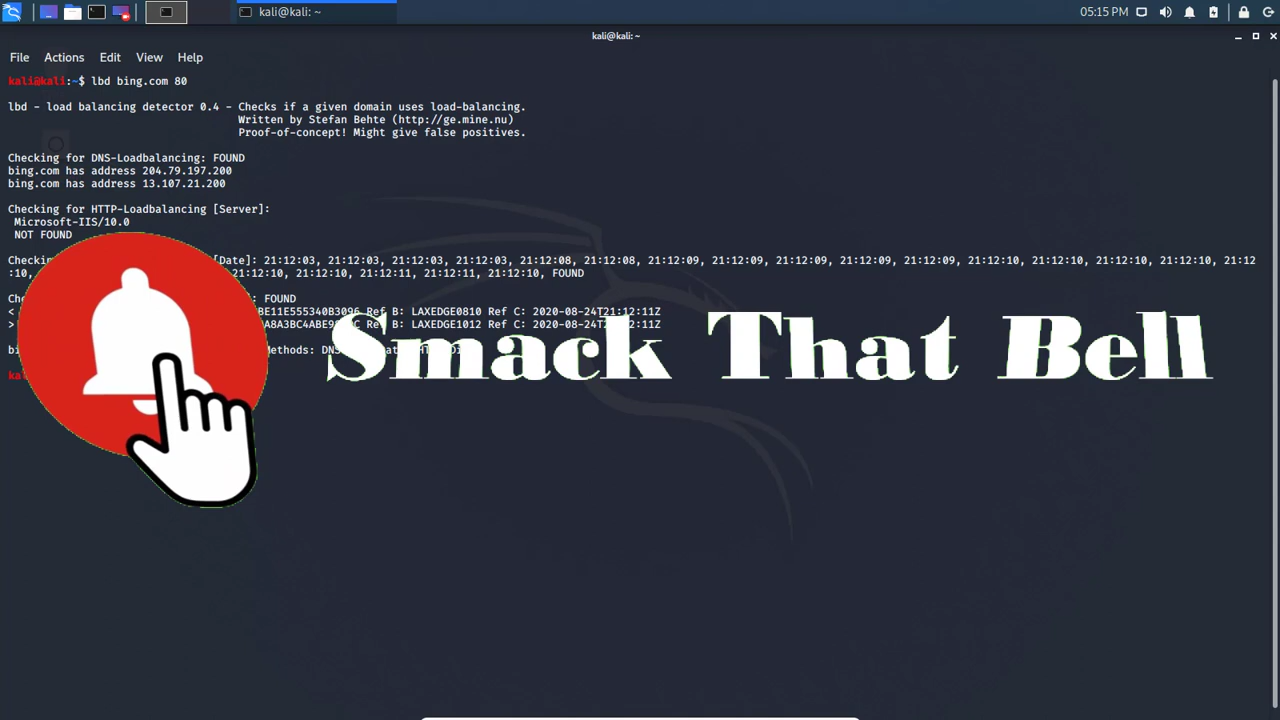 kali@kali: ~
05:15 PM
kali@kali: ~
File Actions Edit View Help
kali@kali:~$ lbd bing.com 80
lbd - load balancing detector 0.4 - Checks if a given domain uses load-balancing.
Written by Stefan Behte (http://ge.mine.nu)
Proof-of-concept! Might give false positives.
Checking for DNS-Loadbalancing: FOUND
bing.com has address 204.79.197.200
bing.com has address 13.107.21.200
Checking for HTTP-Loadbalancing [Server]:
Microsoft-IIS/10.0
NOT FOUND
[Date]: 21:12:03, 21:12:03, 21:12:03, 21:12:08, 21:12:08, 21:12:09, 21:12:09, 21:12:09, 21:12:09, 21:12:09, 21:12:10, 21:12:10, 21:12:10, 21:12:10, 21:12
:10, 21:12:10, 21:12:10, 21:12:11, 21:12:11, 21:12:10, FOUND
: FOUND
< Ref B: LAXEDGE0810 Ref C: 2020-08-24T21:12:11Z
> Ref B: LAXEDGE1012 Ref C: 2020-08-24T21:12:11Z
Smack That Bell